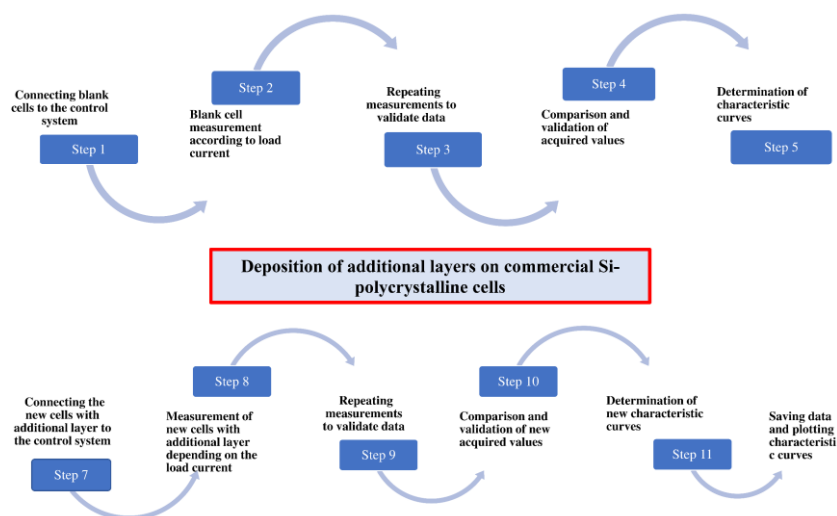 Connecting blank
cells to the control
system
Step 1
Step 2
Blank cell
measurement
according to load
current
Repeating
measurements to
validate data
Step 3
Step 4
Comparison and
validation of
acquired values
Determination of
characteristic
curves
Step 5
Deposition of additional layers on commercial Si-
polycrystalline cells
Connecting the
new cells with
additional layer to
the control system
Step 7
Step 8
Measurement of
new cells with
additional layer
depending on the
load current
Repeating
measurements
to validate data
Step 9
Step 10
Comparison and
validation of new
acquired values
Determination of
new characteristic
curves
Step 11
Saving data
and plotting
characteristi
c curves